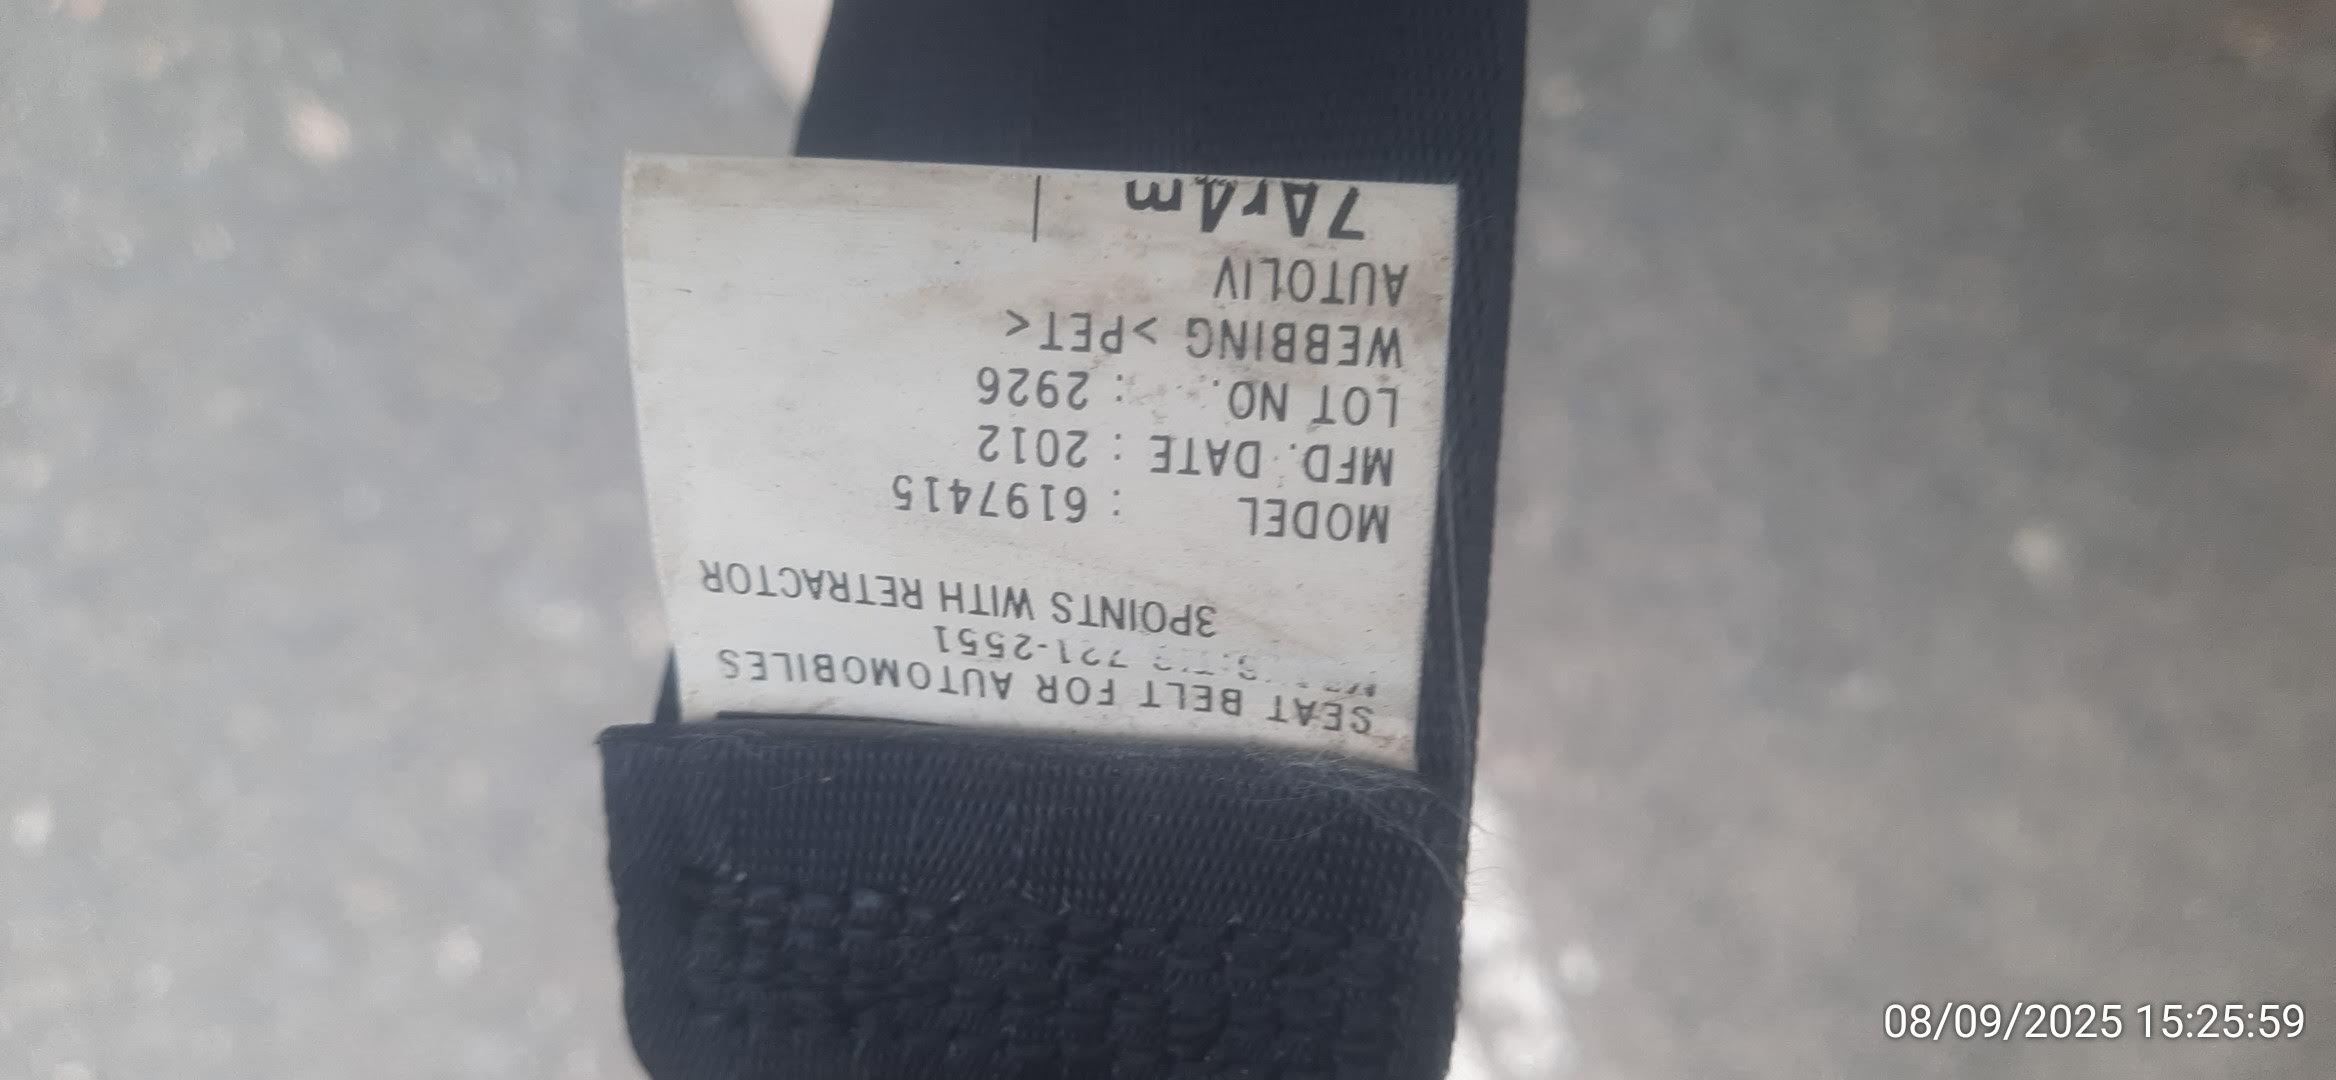 SEAT BELT FOR AUTOMOBILES
721-2551
3POINTS WITH RETRACTOR
MODEL : 6197415
MFD. DATE : 2012
LOT NO. : 2926
WEBBING >PET<
AUTOLIV
7Ar4m
08/09/2025 15:25:59